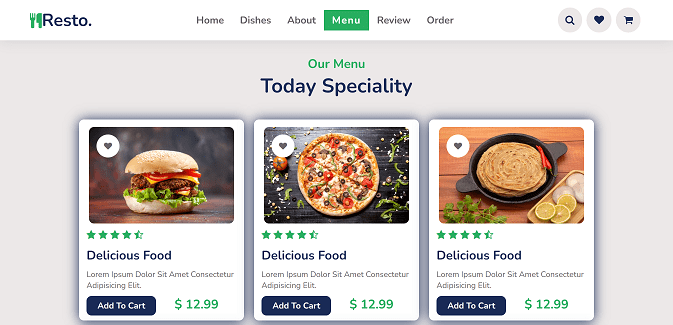 Resto.
Home Dishes About Menu Review Order
Our Menu
Today Speciality
Delicious Food
Lorem Ipsum Dolor Sit Amet Consectetur
Adipisicing Elit.
Add To Cart $ 12.99
Delicious Food
Lorem Ipsum Dolor Sit Amet Consectetur
Adipisicing Elit.
Add To Cart $ 12.99
Delicious Food
Lorem Ipsum Dolor Sit Amet Consectetur
Adipisicing Elit.
Add To Cart $ 12.99